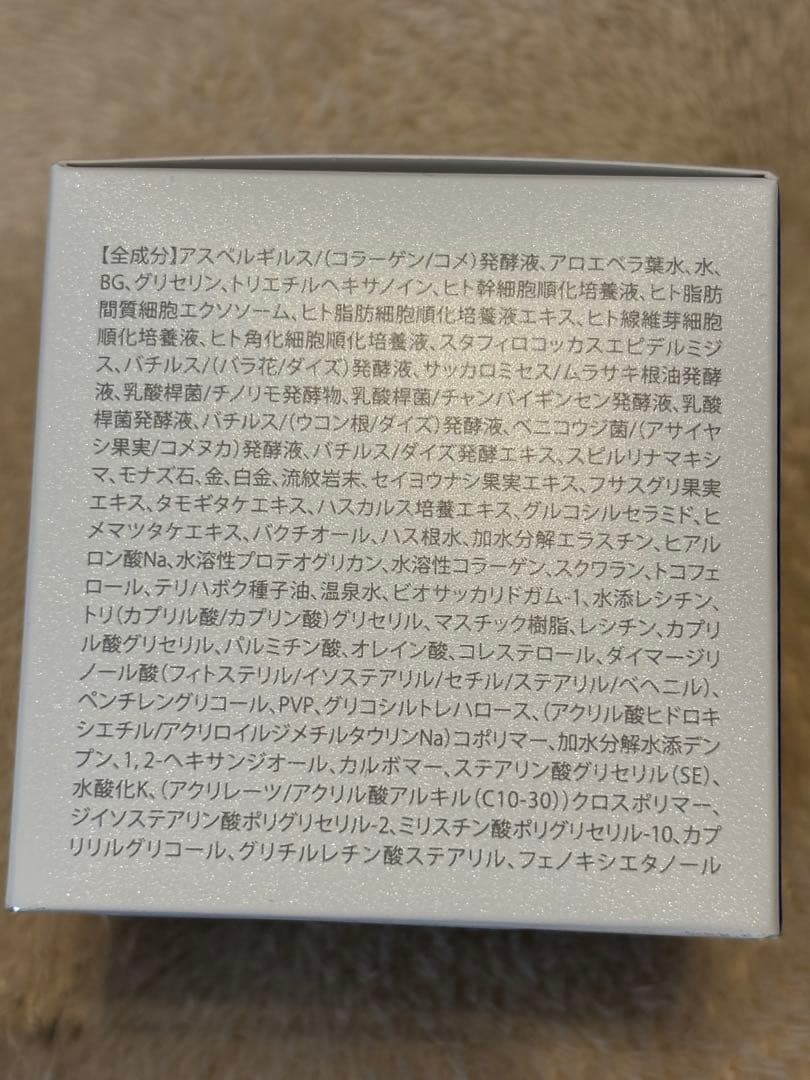 【全成分】アスペルギルス/(コラーゲン/コメ)発酵液、アロエベラ葉水、水、
BG、グリセリン、トリエチルヘキサノイン、ヒト幹細胞順化培養液、ヒト脂肪
間質細胞エクソソーム、ヒト脂肪細胞順化培養液エキス、ヒト線維芽細胞
順化培養液、ヒト角化細胞順化培養液、スタフィロコッカスエピデルミジ
ス、バチルス/(バラ花/ダイズ)発酵液、サッカロミセス/ムラサキ根油発酵
液、乳酸桿菌/チノリモ発酵物、乳酸桿菌/チャンバイギンセン発酵液、乳酸
桿菌発酵液、バチルス/(ウコン根/ダイズ)発酵液、ベニコウジ菌/(アサイヤ
シ果実/コメヌカ)発酵液、バチルス/ダイズ発酵エキス、スピルリナマキシ
マ、モナズ石、金、白金、流紋岩末、セイヨウナシ果実エキス、フサスグリ果実
エキス、タモギタケエキス、ハスカルス培養エキス、グルコシルセラミド、ヒ
メマツタケエキス、バクチオール、ハス根水、加水分解エラスチン、ヒアル
ロン酸Na、水溶性プロテオグリカン、水溶性コラーゲン、スクワラン、トコフェ
ロール、テリハボク種子油、温泉水、ビオサッカリドガム-1、水添レシチン、
トリ(カプリル酸/カプリン酸)グリセリル、マスチック樹脂、レシチン、カプリ
ル酸グリセリル、パルミチン酸、オレイン酸、コレステロール、ダイマージリ
ノール酸(フィトステリル/イソステアリル/セチル/ステアリル/ベヘニル)、
ペンチレングリコール、PVP、グリコシルトレハロース、(アクリル酸ヒドロキ
シエチル/アクリロイルジメチルタウリンNa)コポリマー、加水分解水添デン
プン、1,2-ヘキサンジオール、カルボマー、ステアリン酸グリセリル(SE)、
水酸化K、(アクリレーツ/アクリル酸アルキル(C10-30))クロスポリマー、
ジイソステアリン酸ポリグリセリル-2、ミリスチン酸ポリグリセリル-10、カプ
リリルグリコール、グリチルレチン酸ステアリル、フェノキシエタノール